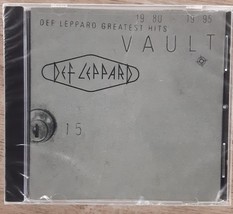 19 80 19 95
DEF LEPPARD GREATEST HITS
VAULT
DEF LEPPARD
15